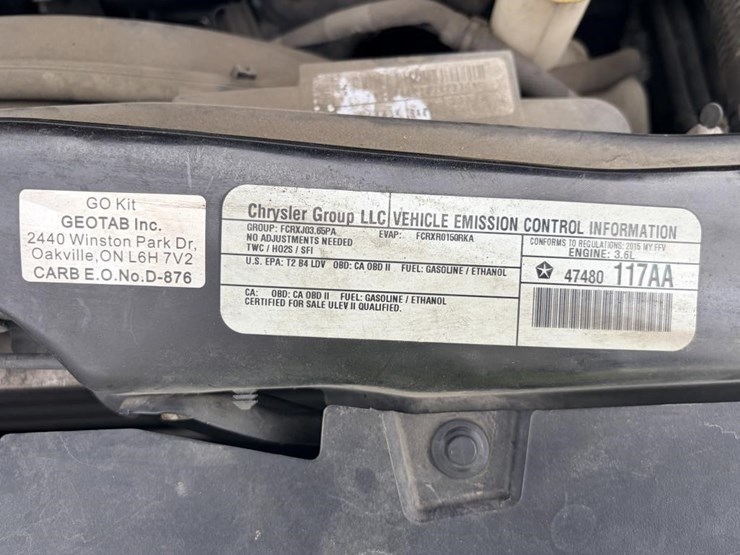 GO Kit
GEOTAB Inc.
2440 Winston Park Dr,
Oakville,ON L6H 7V2
CARB E.O.No.D-876
Chrysler Group LLC VEHICLE EMISSION CONTROL INFORMATION
GROUP: FCRXJ03.65PA. EVAP: FCRXR0150RKA
NO ADJUSTMENTS NEEDED
TWC / HO2S / SFI
CONFORMS TO REGULATIONS: 2015 MY.FFV
ENGINE: 3.6L
U.S. EPA: T2 B4 LDV OBD: CA OBD II FUEL: GASOLINE / ETHANOL
47480 117AA
CA: OBD: CA OBD II FUEL: GASOLINE / ETHANOL
CERTIFIED FOR SALE ULEV II QUALIFIED.